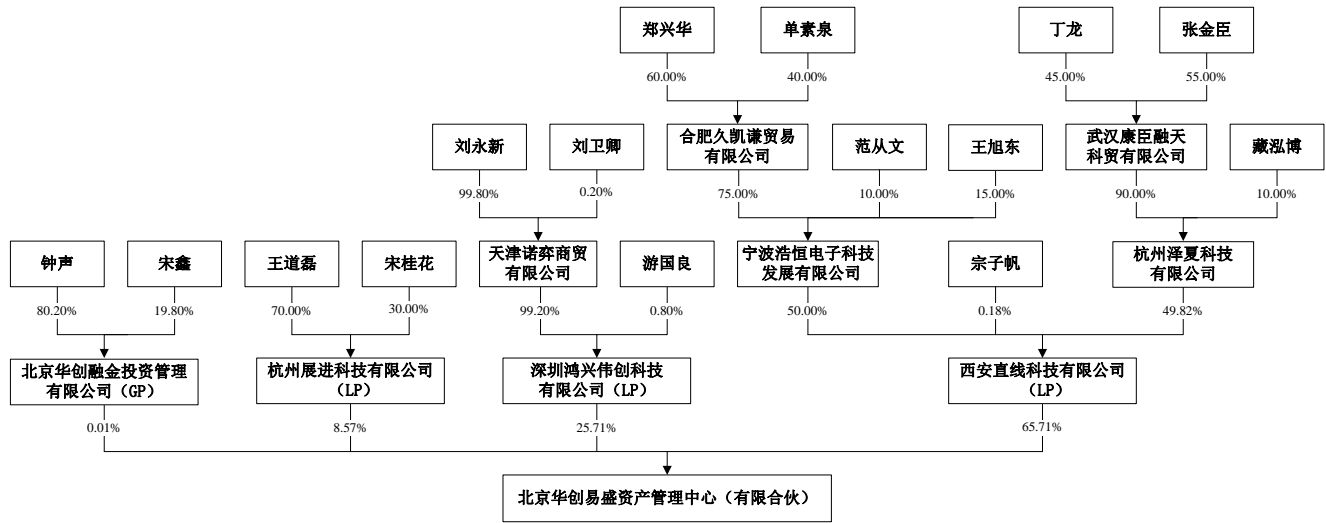 郑兴华
单素泉
丁龙
张金臣
60.00%
40.00%
45.00%
55.00%
刘永新
刘卫卿
合肥久凯谦贸易
有限公司
范从文
王旭东
武汉康臣融天
科贸有限公司
藏泓博
99.80%
0.20%
75.00%
10.00%
15.00%
90.00%
10.00%
钟声
宋鑫
王道磊
宋桂花
天津诺弈商贸
有限公司
游国良
宁波浩恒电子科技
发展有限公司
宗子帆
杭州泽夏科技
有限公司
80.20%
19.80%
70.00%
30.00%
99.20%
0.80%
50.00%
0.18%
49.82%
北京华创融金投资管理
有限公司（GP）
杭州展进科技有限公司
（LP）
深圳鸿兴伟创科技
有限公司（LP）
西安直线科技有限公司
（LP）
0.01%
8.57%
25.71%
65.71%
北京华创易盛资产管理中心（有限合伙）